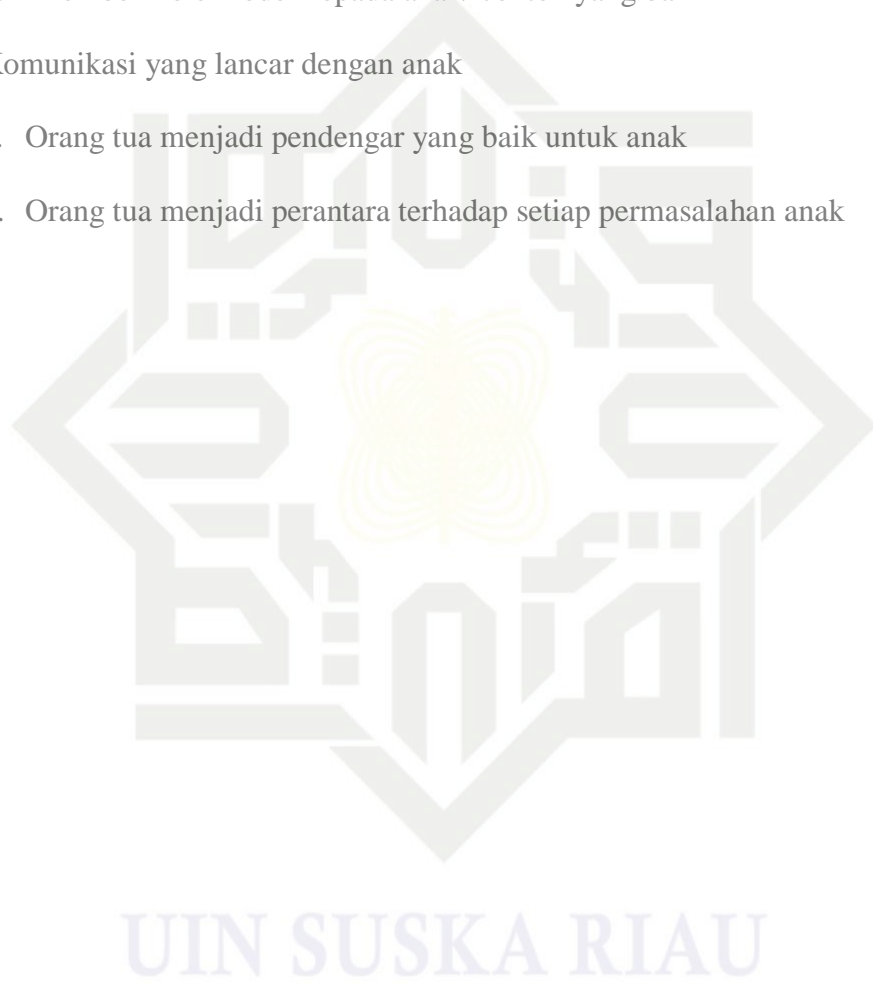 yang
Komunikasi yang lancar dengan anak
. Orang tua menjadi pendengar yang baik untuk anak
. Orang tua menjadi perantara terhadap setiap permasalahan anak
UIN SUSKA RIAU